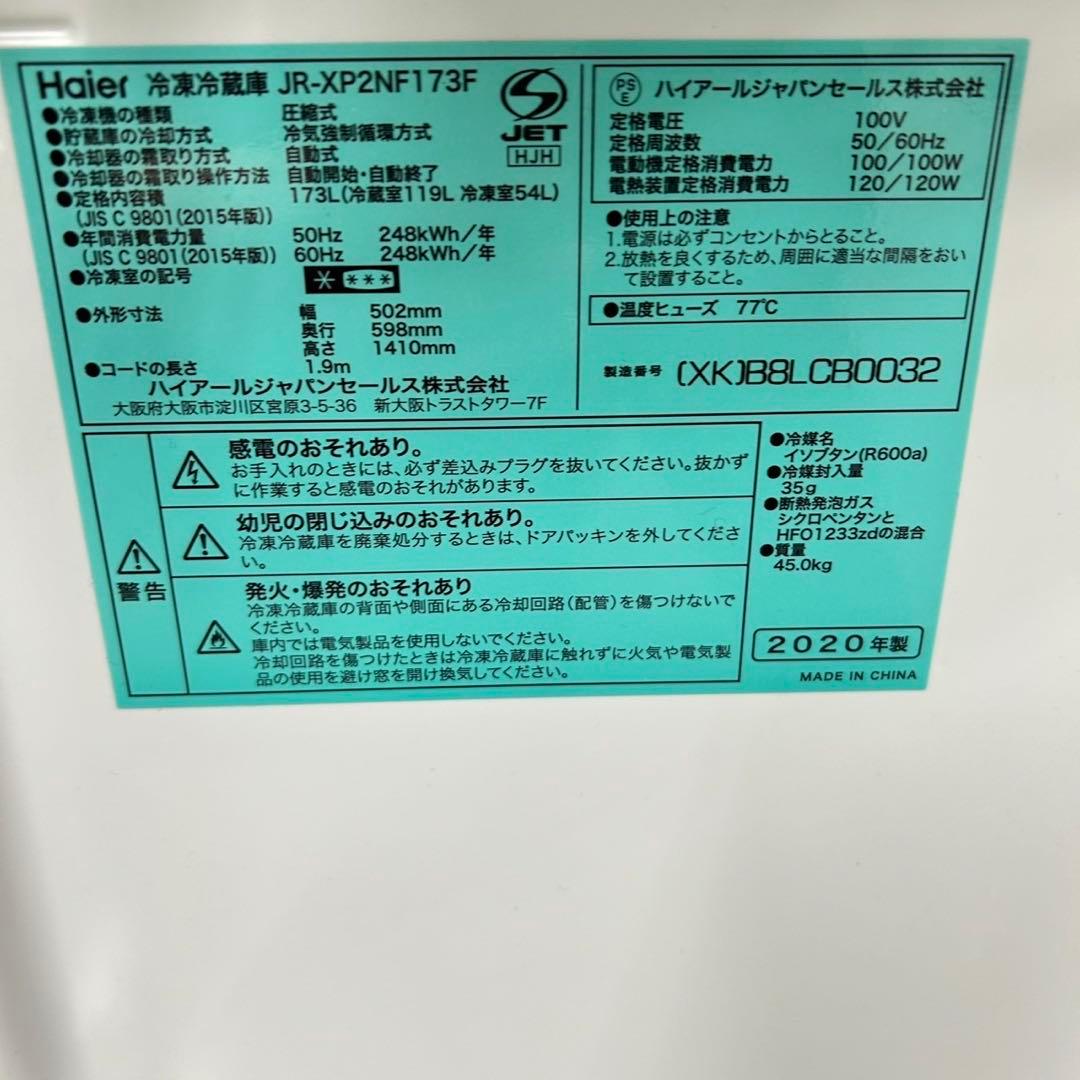 Haier 冷凍冷蔵庫 JR-XP2NF173F
●冷凍機の種類 圧縮式
●貯蔵庫の冷却方式 冷気強制循環方式
●冷却器の霜取り方式 自動式
●冷却器の霜取り操作方法 自動開始・自動終了
●定格内容積 173L(冷蔵室119L 冷凍室54L)
(JIS C 9801(2015年版))
●年間消費電力量 50Hz 248kWh/年
(JIS C 9801(2015年版)) 60Hz 248kWh/年
●冷凍室の記号 * ***
●外形寸法 幅 502mm
奥行 598mm
高さ 1410mm
●コードの長さ 1.9m
ハイアールジャパンセールス株式会社
大阪府大阪市淀川区宮原3-5-36 新大阪トラストタワー7F
JET
HJH
PS
E
ハイアールジャパンセールス株式会社
定格電圧 100V
定格周波数 50/60Hz
電動機定格消費電力 100/100W
電熱装置定格消費電力 120/120W
●使用上の注意
1.電源は必ずコンセントからとること。
2.放熱を良くするため、周囲に適当な間隔をおい
て設置すること。
●温度ヒューズ 77℃
製造番号 (XK)B8LCB0032
警告
感電のおそれあり。
お手入れのときには、必ず差込みプラグを抜いてください。抜かず
に作業すると感電のおそれがあります。
幼児の閉じ込みのおそれあり。
冷凍冷蔵庫を廃棄処分するときは、ドアパッキンを外してくださ
い。
発火・爆発のおそれあり
冷凍冷蔵庫の背面や側面にある冷却回路(配管)を傷つけないで
ください。
庫内では電気製品を使用しないでください。
冷却回路を傷つけたときは冷凍冷蔵庫に触れずに火気や電気製
品の使用を避け窓を開け換気してください。
●冷媒名
イソブタン(R600a)
●冷媒封入量
35g
●断熱発泡ガス
シクロペンタンと
HFO1233zdの混合
●質量
45.0kg
2020年製
MADE IN CHINA